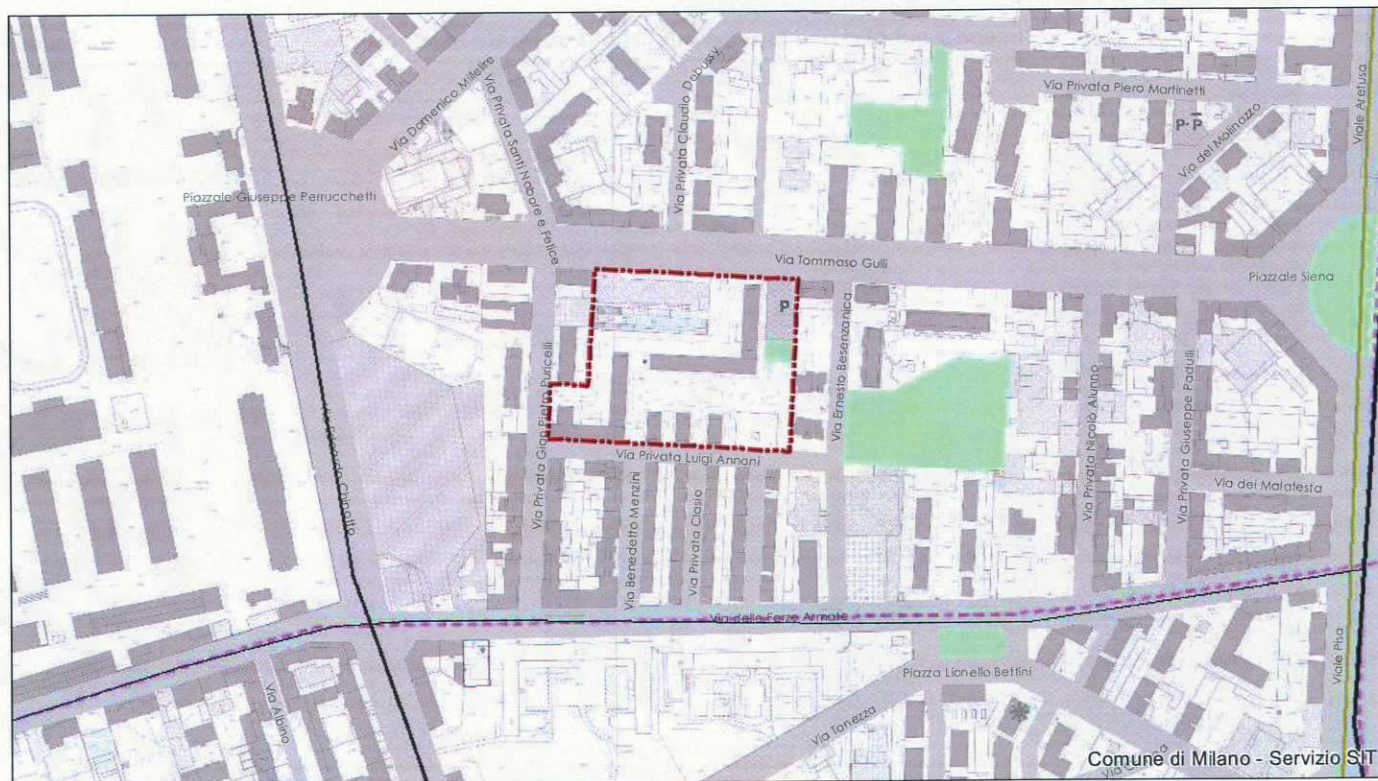 Via Domenico Millelire
Via Privata Santi Nabore e Felice
Via Privata Claudio Debussy
Via Privata Piero Martinetti
P·P
Via del Molinazzo
Viale Aretusa
Piazzale Giuseppe Perrucchetti
Via Tommaso Gulli
Piazzale Siena
P
Via Privata Gian Pietro Puricelli
Via Ernesto Besenzanica
Via Privata Nicolò Alunno
Via Privata Giuseppe Padulli
Via Privata Luigi Annoni
Via dei Malatesta
Via Benedetto Menzini
Via Privata Clasio
Via delle Forze Armate
Via Albino
Piazza Lionello Bettini
Via Tonezza
Viale Pisa
Comune di Milano - Servizio SIT